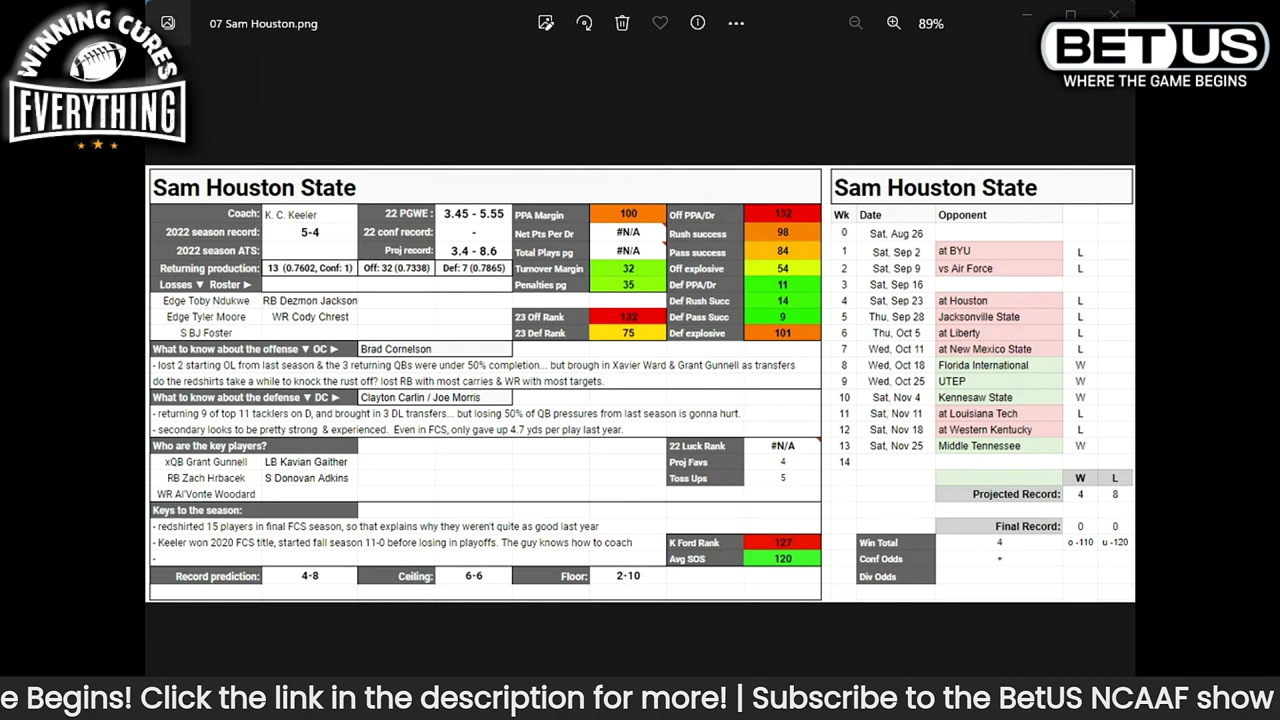 WINNING CURES
EVERYTHING
07 Sam Houston.png
89%
BETUS
WHERE THE GAME BEGINS
Sam Houston State
Coach: K. C. Keeler 22 PGWE : 3.45 - 5.55 PPA Margin 100 Off PPA/Dr 132
2022 season record: 5-4 22 conf record: - Net Pts Per Dr #N/A Rush success 98
2022 season ATS: Proj record: 3.4 - 8.6 Total Plays pg #N/A Pass success 84
Returning production: 13 (0.7602, Conf: 1) Off: 32 (0.7338) Def: 7 (0.7865) Turnover Margin 32 Off explosive 54
Losses ▼ Roster ► Penalties pg 35 Def PPA/Dr 11
Edge Toby Ndukwe RB Dezmon Jackson Def Rush Succ 14
Edge Tyler Moore WR Cody Chrest 23 Off Rank 132 Def Pass Succ 9
S BJ Foster 23 Def Rank 75 Def explosive 101
What to know about the offense ▼ OC ► Brad Cornelson
- lost 2 starting OL from last season & the 3 returning QBs were under 50% completion... but brough in Xavier Ward & Grant Gunnell as transfers
do the redshirts take a while to knock the rust off? lost RB with most carries & WR with most targets.
What to know about the defense ▼ DC ► Clayton Carlin / Joe Morris
- returning 9 of top 11 tacklers on D, and brought in 3 DL transfers... but losing 50% of QB pressures from last season is gonna hurt.
- secondary looks to be pretty strong & experienced. Even in FCS, only gave up 4.7 yds per play last year.
Who are the key players? 22 Luck Rank #N/A
xQB Grant Gunnell LB Kavian Gaither Proj Favs 4
RB Zach Hrbacek S Donovan Adkins Toss Ups 5
WR Al'Vonte Woodard
Keys to the season:
- redshirted 15 players in final FCS season, so that explains why they weren't quite as good last year
- Keeler won 2020 FCS title, started fall season 11-0 before losing in playoffs. The guy knows how to coach K Ford Rank 127
- Avg SOS 120
Record prediction: 4-8 Ceiling: 6-6 Floor: 2-10
Sam Houston State
Wk Date Opponent
0 Sat, Aug 26
1 Sat, Sep 2 at BYU L
2 Sat, Sep 9 vs Air Force L
3 Sat, Sep 16
4 Sat, Sep 23 at Houston L
5 Thu, Sep 28 Jacksonville State L
6 Thu, Oct 5 at Liberty L
7 Wed, Oct 11 at New Mexico State L
8 Wed, Oct 18 Florida International W
9 Wed, Oct 25 UTEP W
10 Sat, Nov 4 Kennesaw State W
11 Sat, Nov 11 at Louisiana Tech L
12 Sat, Nov 18 at Western Kentucky L
13 Sat, Nov 25 Middle Tennessee W
14
W L
Projected Record: 4 8
Final Record: 0 0
Win Total 4 o -110 u -120
Conf Odds +
Div Odds
e Begins! Click the link in the description for more! | Subscribe to the BetUS NCAAF show